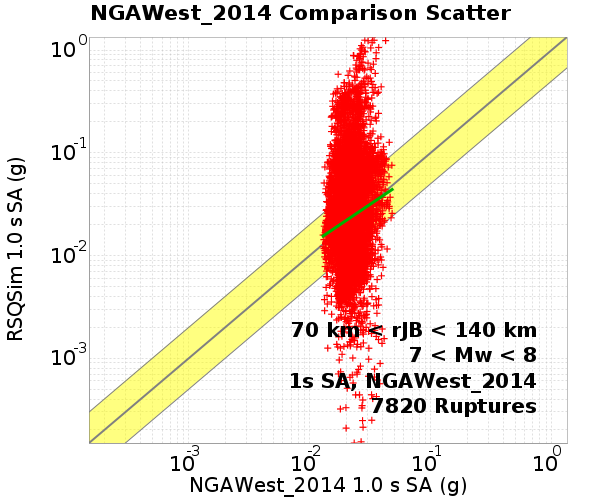 NGAWest_2014 Comparison Scatter
RSQSim 1.0 s SA (g)
10^0
10^-1
10^-2
10^-3
70 km < rJB < 140 km
7 < Mw < 8
1s SA, NGAWest_2014
7820 Ruptures
10^-3 10^-2 10^-1 10^0
NGAWest_2014 1.0 s SA (g)